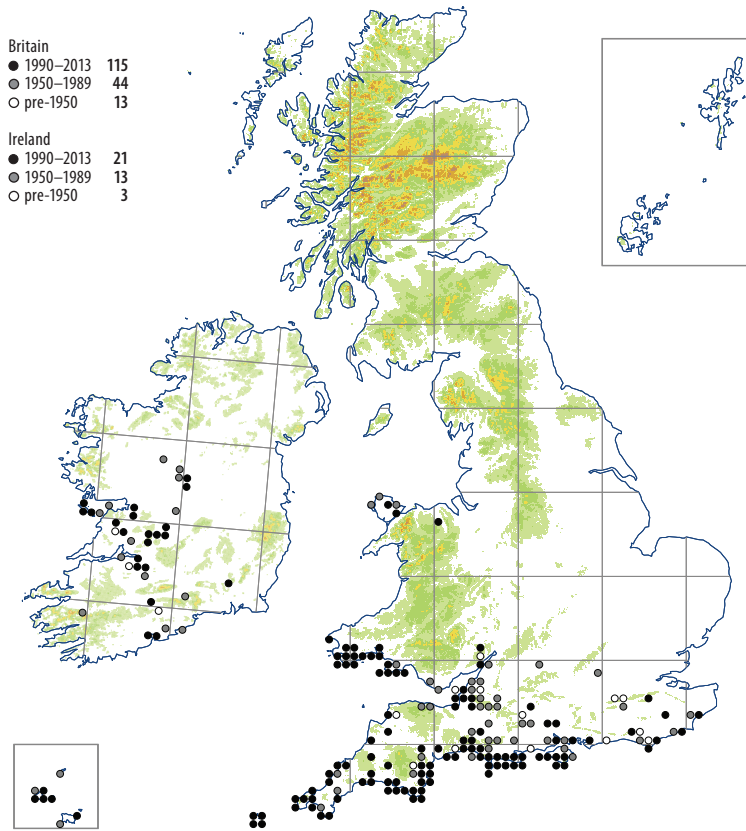 Britain
1990–2013 115
1950–1989 44
pre-1950 13
Ireland
1990–2013 21
1950–1989 13
pre-1950 3